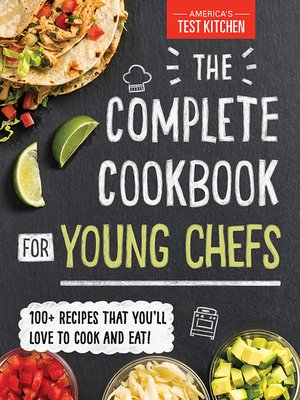 AMERICA'S
TEST KITCHEN
THE
COMPLETE
COOKBOOK
FOR YOUNG CHEFS
100+ RECIPES THAT YOU'LL
LOVE TO COOK AND EAT!